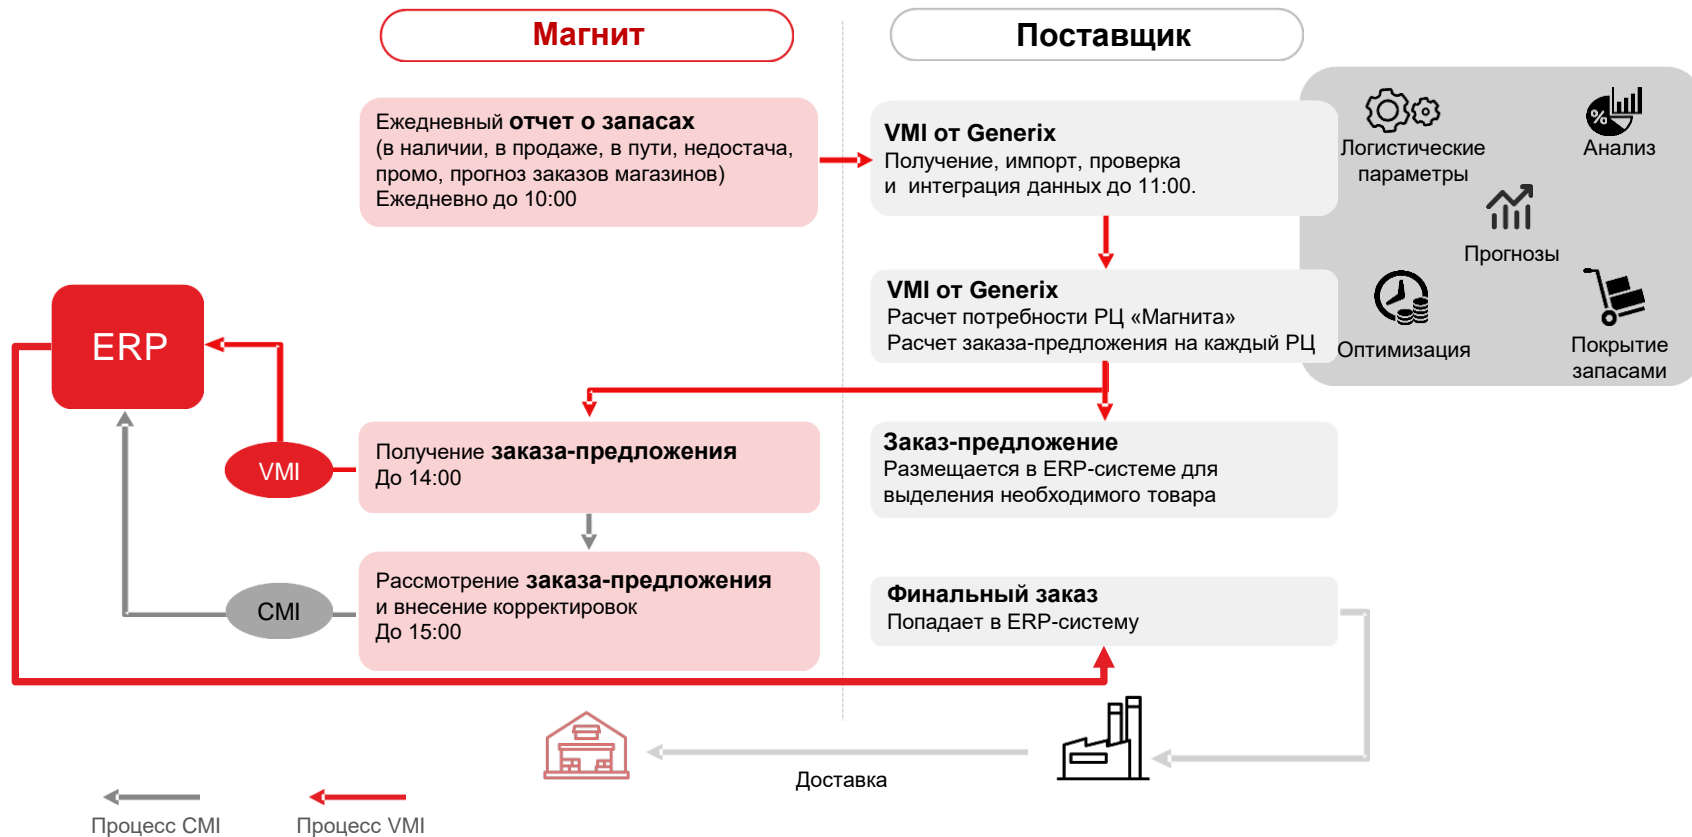 Магнит
Поставщик
Ежедневный отчет о запасах
(в наличии, в продаже, в пути, недостача,
промо, прогноз заказов магазинов)
Ежедневно до 10:00
VMI от Generix
Получение, импорт, проверка
и интеграция данных до 11:00.
Логистические
параметры
Анализ
Прогнозы
Оптимизация
Покрытие
запасами
VMI от Generix
Расчет потребности РЦ «Магнита»
Расчет заказа-предложения на каждый РЦ
ERP
VMI
Получение заказа-предложения
До 14:00
Заказ-предложение
Размещается в ERP-системе для
выделения необходимого товара
CMI
Рассмотрение заказа-предложения
и внесение корректировок
До 15:00
Финальный заказ
Попадает в ERP-систему
Доставка
Процесс CMI
Процесс VMI
%